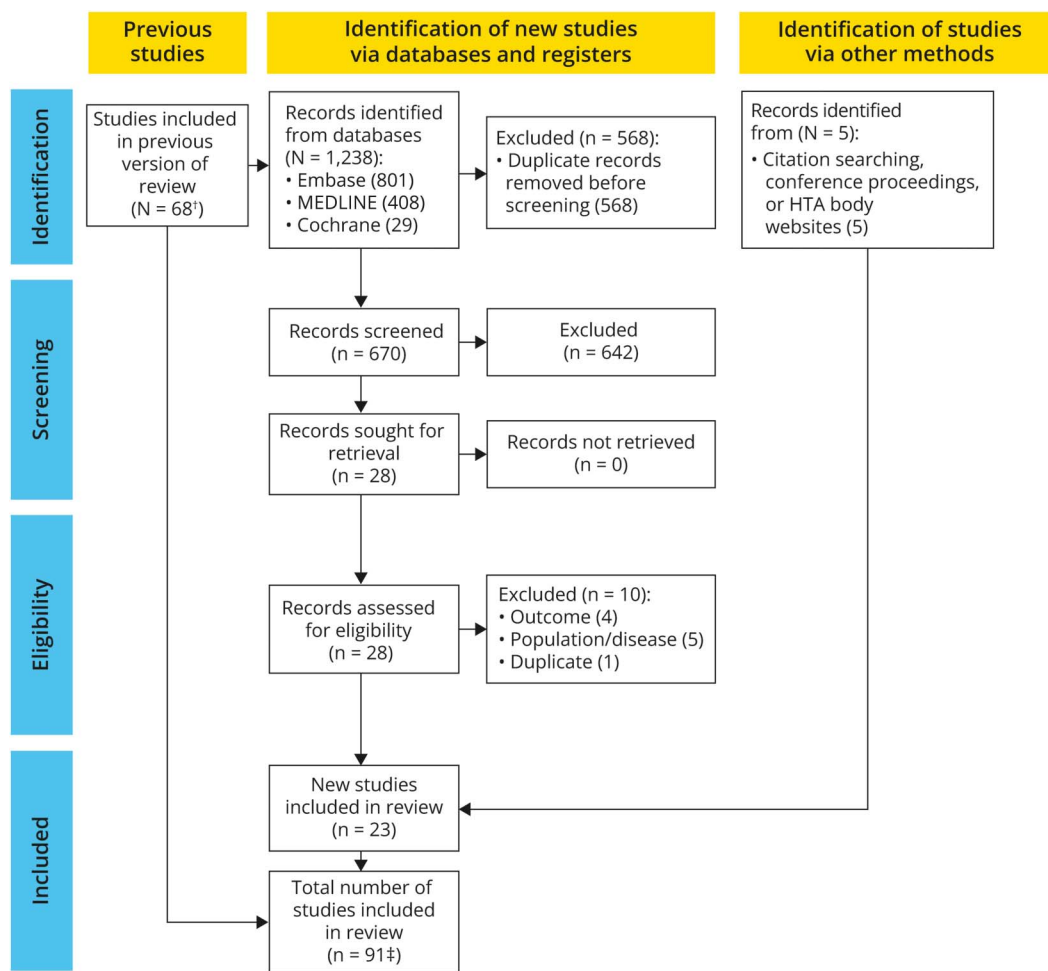 Previous
studies
Identification of new studies
via databases and registers
Identification of studies
via other methods
Identification
Studies included
in previous
version of
review
(N = 68†)
Records identified
from databases
(N = 1,238):
• Embase (801)
• MEDLINE (408)
• Cochrane (29)
Excluded (n = 568):
• Duplicate records
removed before
screening (568)
Records identified
from (N = 5):
• Citation searching,
conference proceedings,
or HTA body
websites (5)
Screening
Records screened
(n = 670)
Excluded
(n = 642)
Records sought for
retrieval
(n = 28)
Records not retrieved
(n = 0)
Eligibility
Records assessed
for eligibility
(n = 28)
Excluded (n = 10):
• Outcome (4)
• Population/disease (5)
• Duplicate (1)
Included
New studies
included in review
(n = 23)
Total number of
studies included
in review
(n = 91‡)